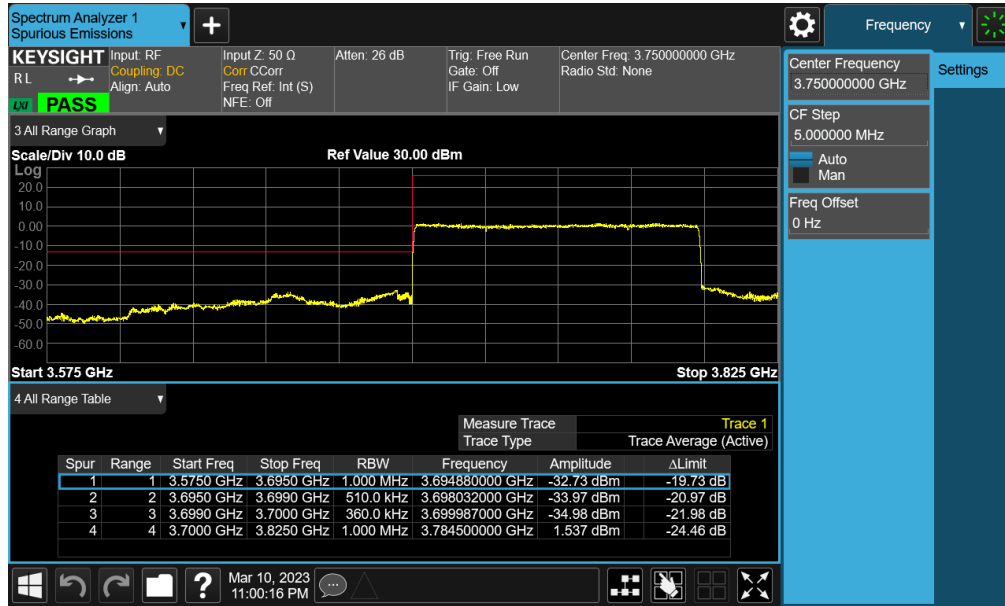 Spectrum Analyzer 1
Spurious Emissions
+
Frequency
KEYSIGHT
R L
LXI PASS
Input: RF
Coupling: DC
Align: Auto
Input Z: 50 Ω
Corr CCorr
Freq Ref: Int (S)
NFE: Off
Atten: 26 dB
Trig: Free Run
Gate: Off
IF Gain: Low
Center Freq: 3.750000000 GHz
Radio Std: None
Center Frequency
3.750000000 GHz
Settings
CF Step
5.000000 MHz
Auto
Man
Freq Offset
0 Hz
3 All Range Graph
Scale/Div 10.0 dB
Ref Value 30.00 dBm
Log
20.0
10.0
0.00
-10.0
-20.0
-30.0
-40.0
-50.0
-60.0
Start 3.575 GHz
Stop 3.825 GHz
4 All Range Table
Measure Trace Trace 1
Trace Type Trace Average (Active)
Spur Range Start Freq Stop Freq RBW Frequency Amplitude ΔLimit
1 1 3.5750 GHz 3.6950 GHz 1.000 MHz 3.694880000 GHz -32.73 dBm -19.73 dB
2 2 3.6950 GHz 3.6990 GHz 510.0 kHz 3.698032000 GHz -33.97 dBm -20.97 dB
3 3 3.6990 GHz 3.7000 GHz 360.0 kHz 3.699987000 GHz -34.98 dBm -21.98 dB
4 4 3.7000 GHz 3.8250 GHz 1.000 MHz 3.784500000 GHz 1.537 dBm -24.46 dB
?
Mar 10, 2023
11:00:16 PM